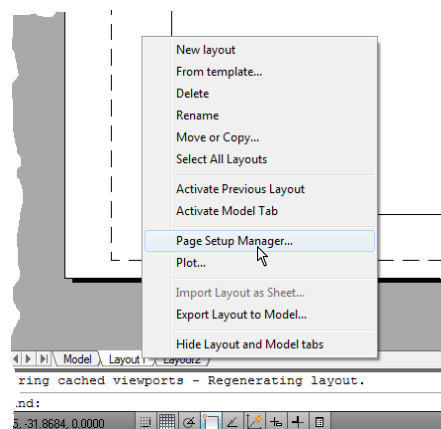 New layout
From template...
Delete
Rename
Move or Copy...
Select All Layouts
Activate Previous Layout
Activate Model Tab
Page Setup Manager...
Plot...
Import Layout as Sheet...
Export Layout to Model...
Hide Layout and Model tabs
Model Layout1 Layout2
ring cached viewports - Regenerating layout.
nd:
5, -31.8684, 0.0000